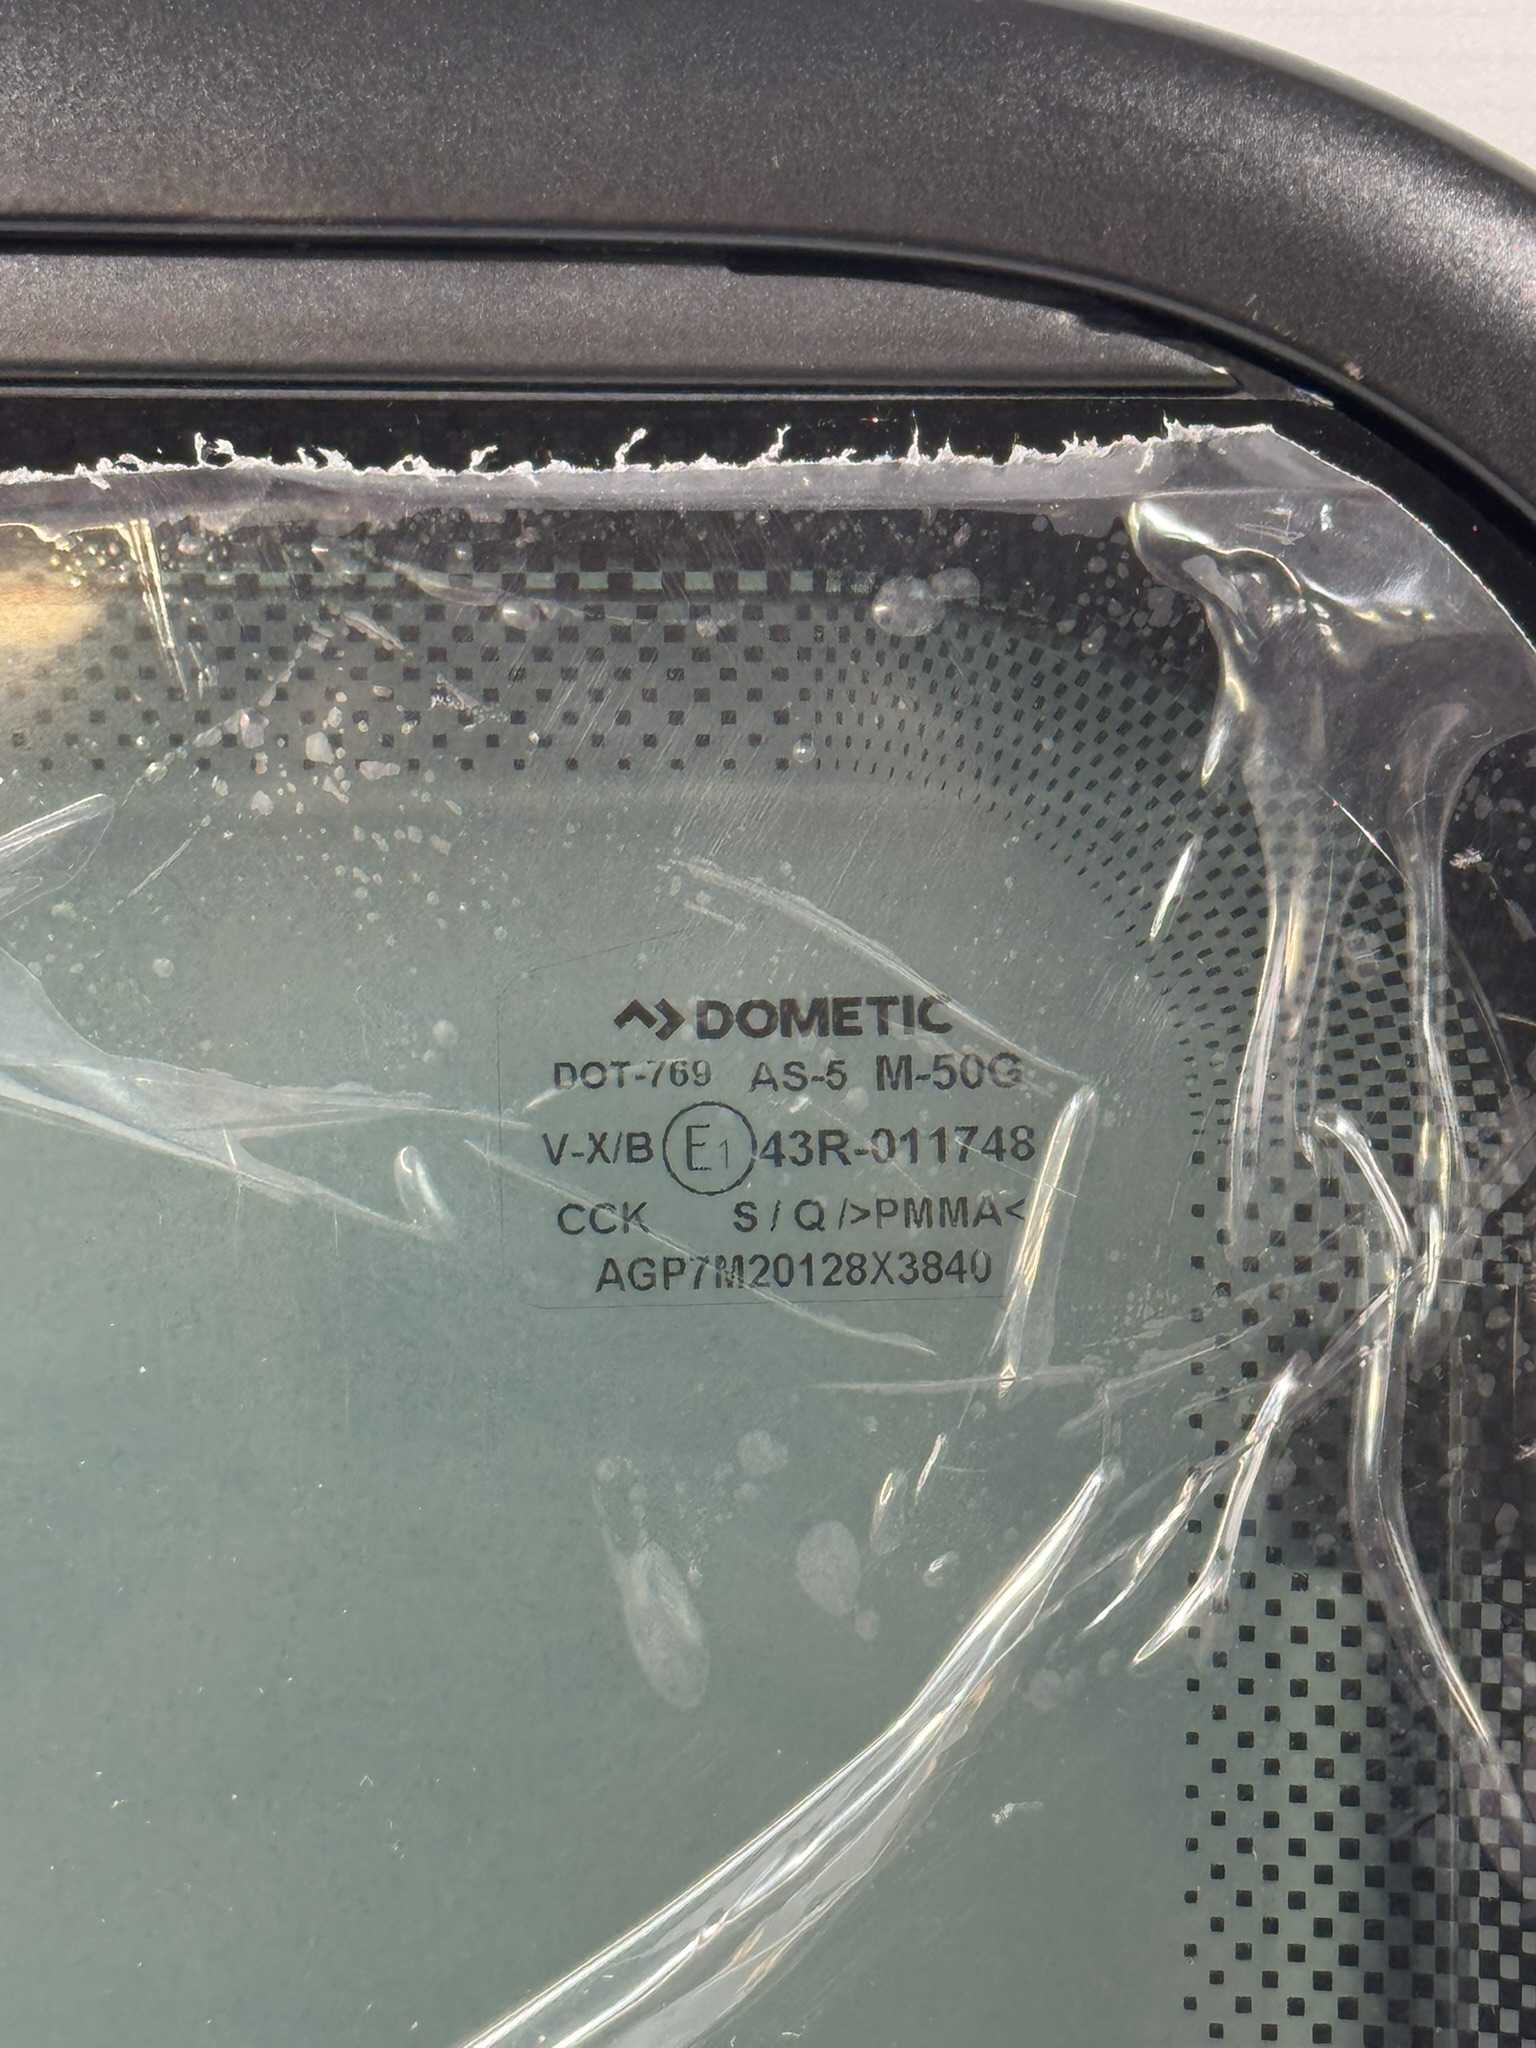 DOMETIC
DOT-769 AS-5 M-50G
V-X/B E1 43R-011748
CCK S / Q />PMMA<
AGP7M20128X3840